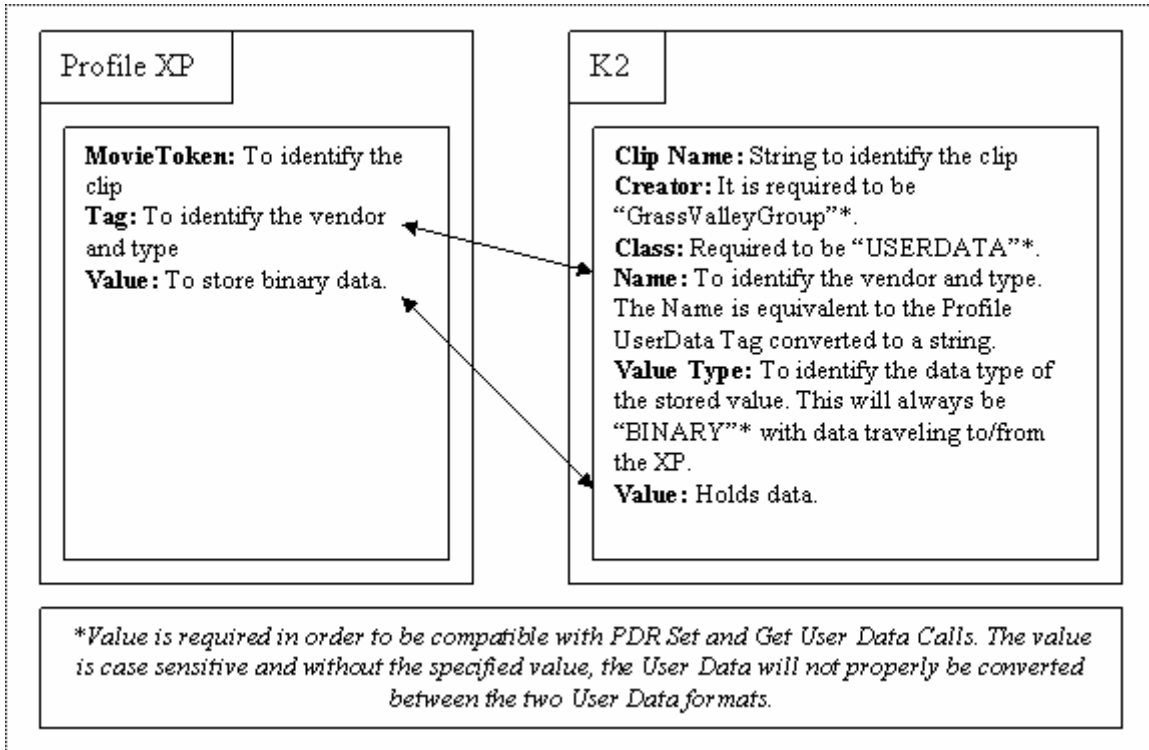 Profile XP
MovieToken: To identify the
clip
Tag: To identify the vendor
and type
Value: To store binary data.
K2
Clip Name: String to identify the clip
Creator: It is required to be
“GrassValleyGroup”*.
Class: Required to be “USERDATA”*.
Name: To identify the vendor and type.
The Name is equivalent to the Profile
UserData Tag converted to a string.
Value Type: To identify the data type of
the stored value. This will always be
“BINARY”* with data traveling to/from
the XP.
Value: Holds data.
*Value is required in order to be compatible with PDR Set and Get User Data Calls. The value
is case sensitive and without the specified value, the User Data will not properly be converted
between the two User Data formats.